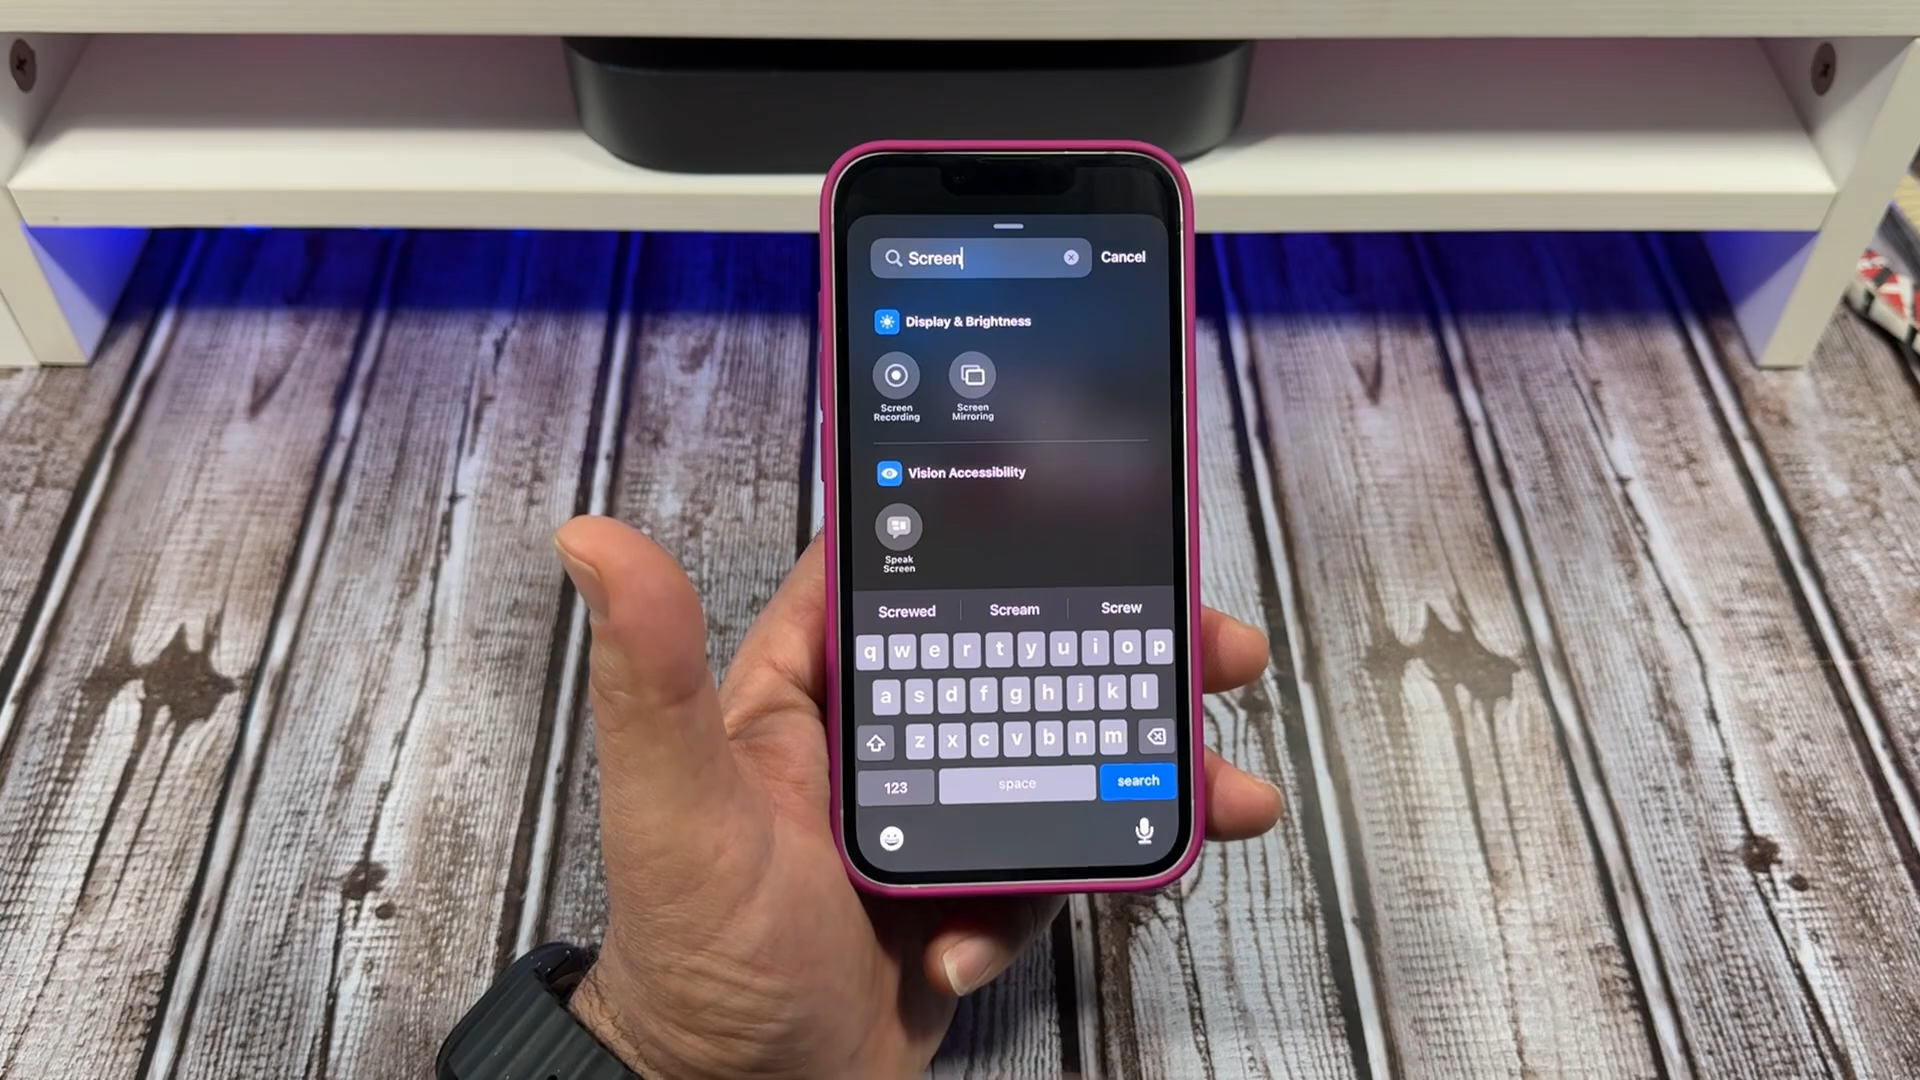 Screen
Cancel
Display & Brightness
Screen
Recording
Screen
Mirroring
Vision Accessibility
Speak
Screen
Screwed
Scream
Screw
q w e r t y u i o p
a s d f g h j k l
z x c v b n m
123
space
search